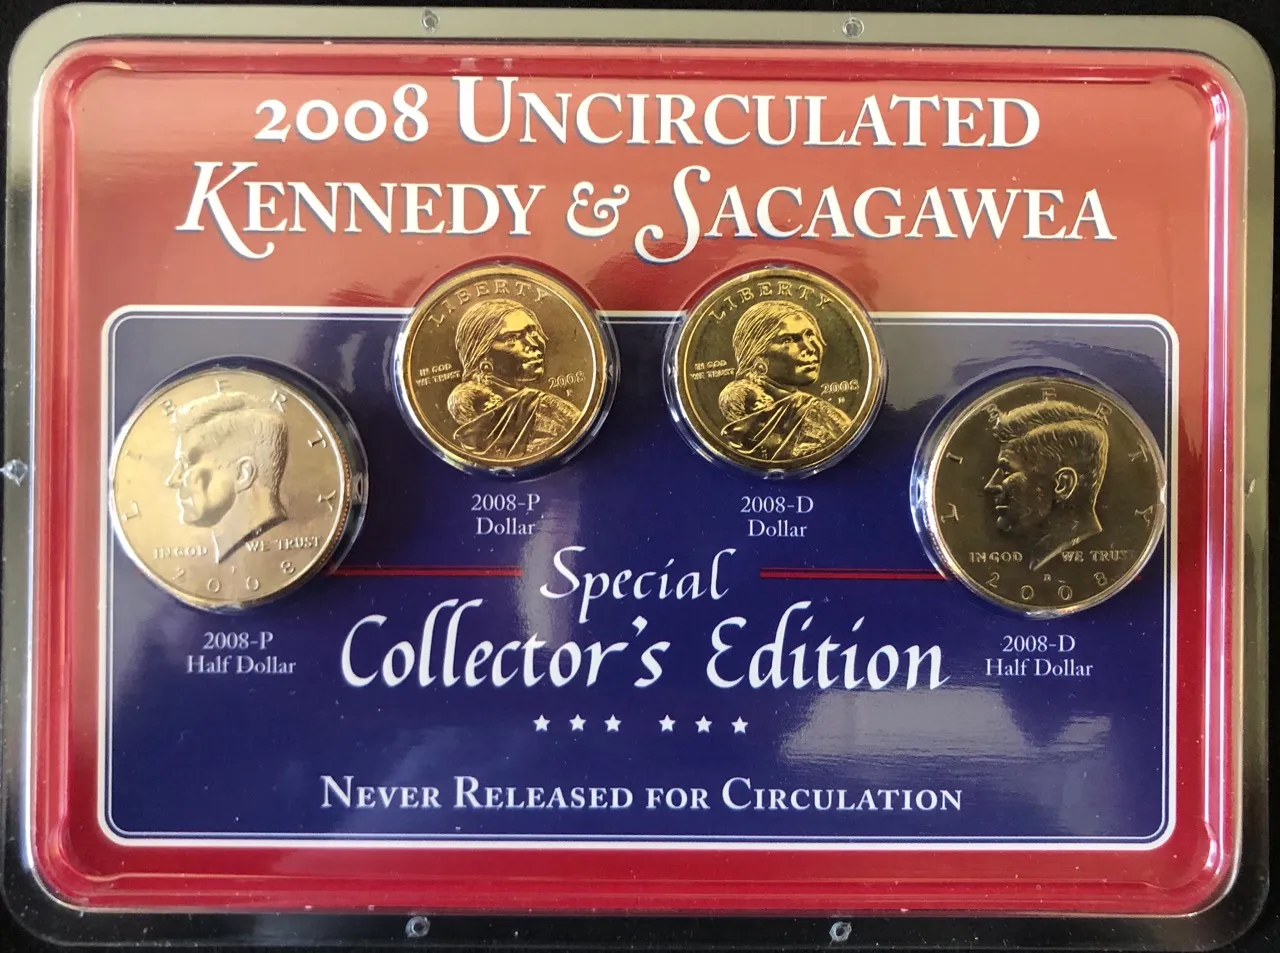 2008 UNCIRCULATED
KENNEDY & SACAGAWEA
LIBERTY
IN GOD
WE TRUST
2008
P
LIBERTY
IN GOD
WE TRUST
2008
D
LIBERTY
IN GOD WE TRUST
2008
P
LIBERTY
IN GOD WE TRUST
2008
D
2008-P
Dollar
2008-D
Dollar
2008-P
Half Dollar
2008-D
Half Dollar
Special
Collector's Edition
NEVER RELEASED FOR CIRCULATION